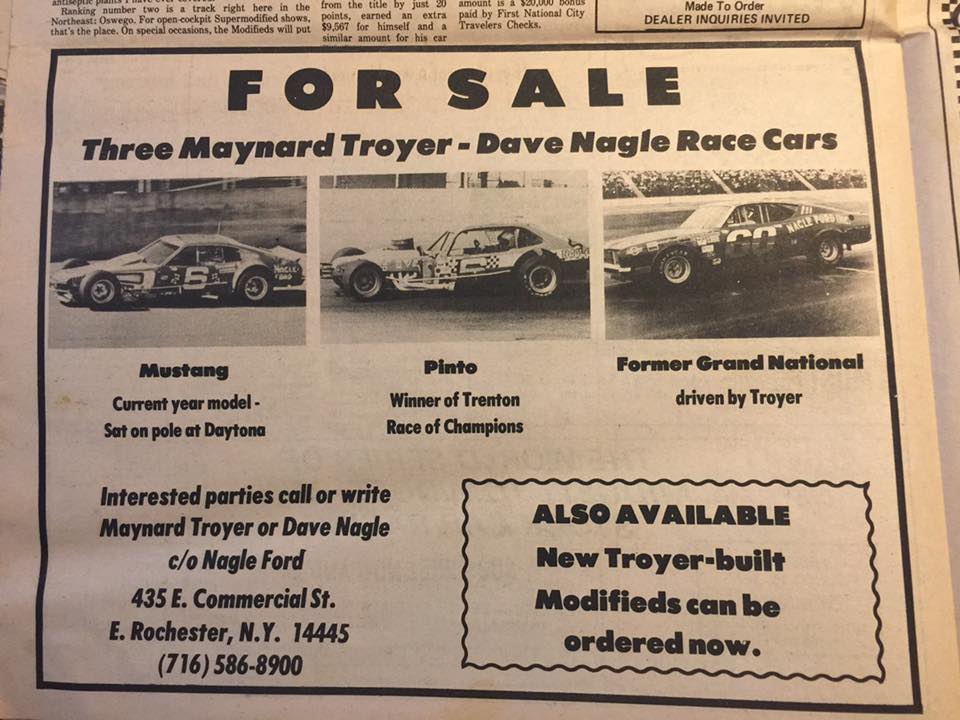 antiseptic plants I have ever
Ranking number two is a track right here in the
Northeast: Oswego. For open-cockpit Supermodified shows,
that's the place. On special occasions, the Modifieds will put
from the title by just 20
points, earned an extra
$9,567 for himself and a
similar amount for his car
amount is a $20,000 bonus
paid by First National City
Travelers Checks.
Made To Order
DEALER INQUIRIES INVITED
FOR SALE
Three Maynard Troyer - Dave Nagle Race Cars
6
NAGLE
FORD
60
NAGLE FORD
Mustang
Current year model -
Sat on pole at Daytona
Pinto
Winner of Trenton
Race of Champions
Former Grand National
driven by Troyer
Interested parties call or write
Maynard Troyer or Dave Nagle
c/o Nagle Ford
435 E. Commercial St.
E. Rochester, N.Y. 14445
(716) 586-8900
ALSO AVAILABLE
New Troyer-built
Modifieds can be
ordered now.